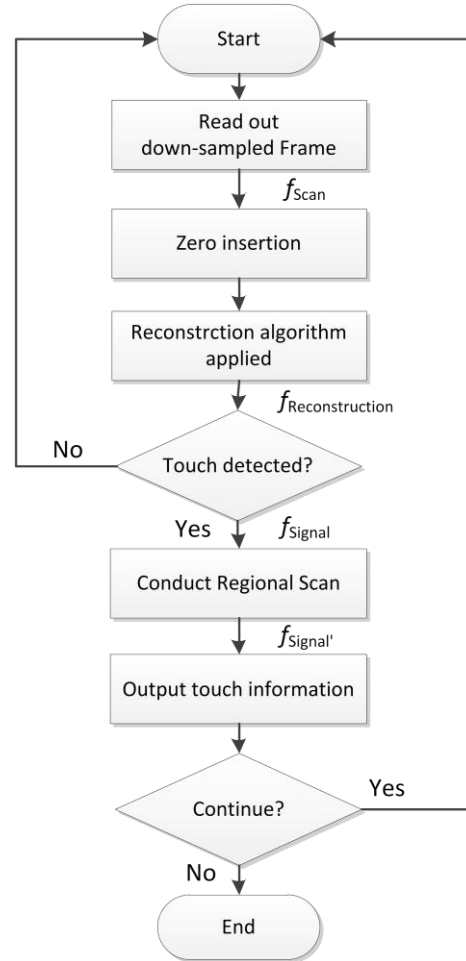 Start
Read out
down-sampled Frame
fScan
Zero insertion
Reconstrction algorithm
applied
fReconstruction
No
Touch detected?
Yes
fSignal
Conduct Regional Scan
fSignal'
Output touch information
Continue?
Yes
No
End